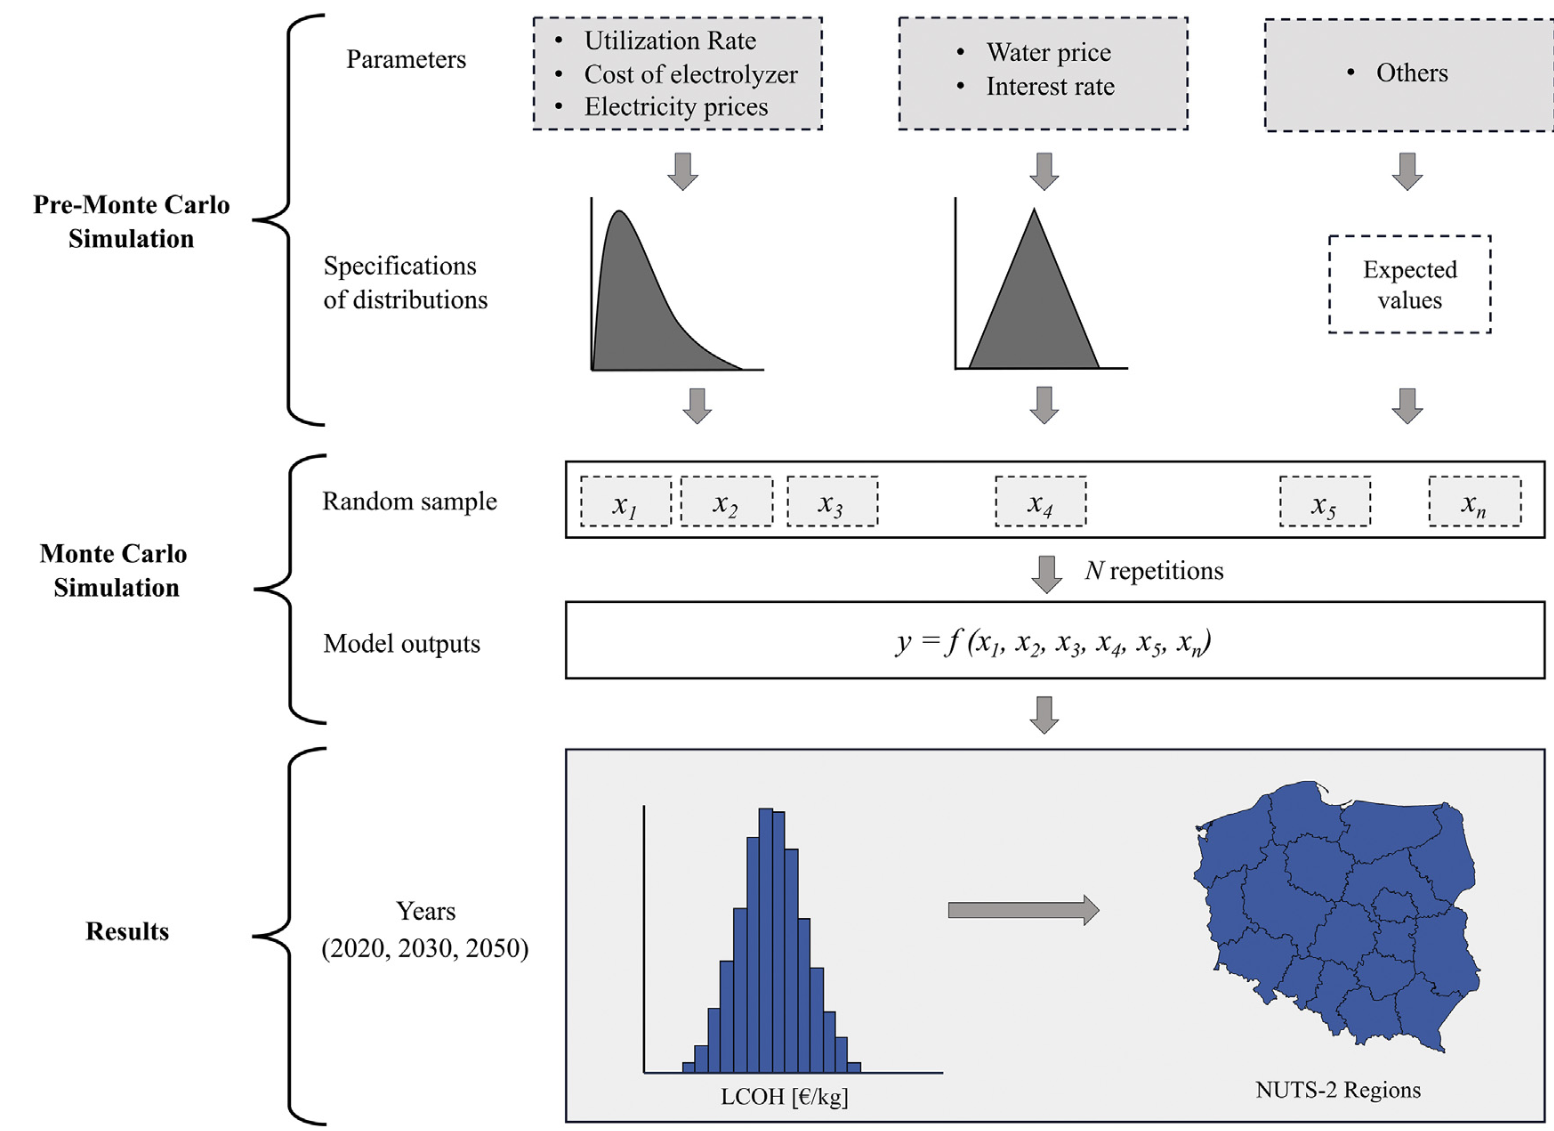 Parameters
• Utilization Rate
• Cost of electrolyzer
• Electricity prices
• Water price
• Interest rate
• Others
Pre-Monte Carlo
Simulation
Specifications
of distributions
Expected
values
Random sample
x1
x2
x3
x4
x5
xn
Monte Carlo
Simulation
N repetitions
Model outputs
y = f (x1, x2, x3, x4, x5, xn)
Results
Years
(2020, 2030, 2050)
LCOH [€/kg]
NUTS-2 Regions